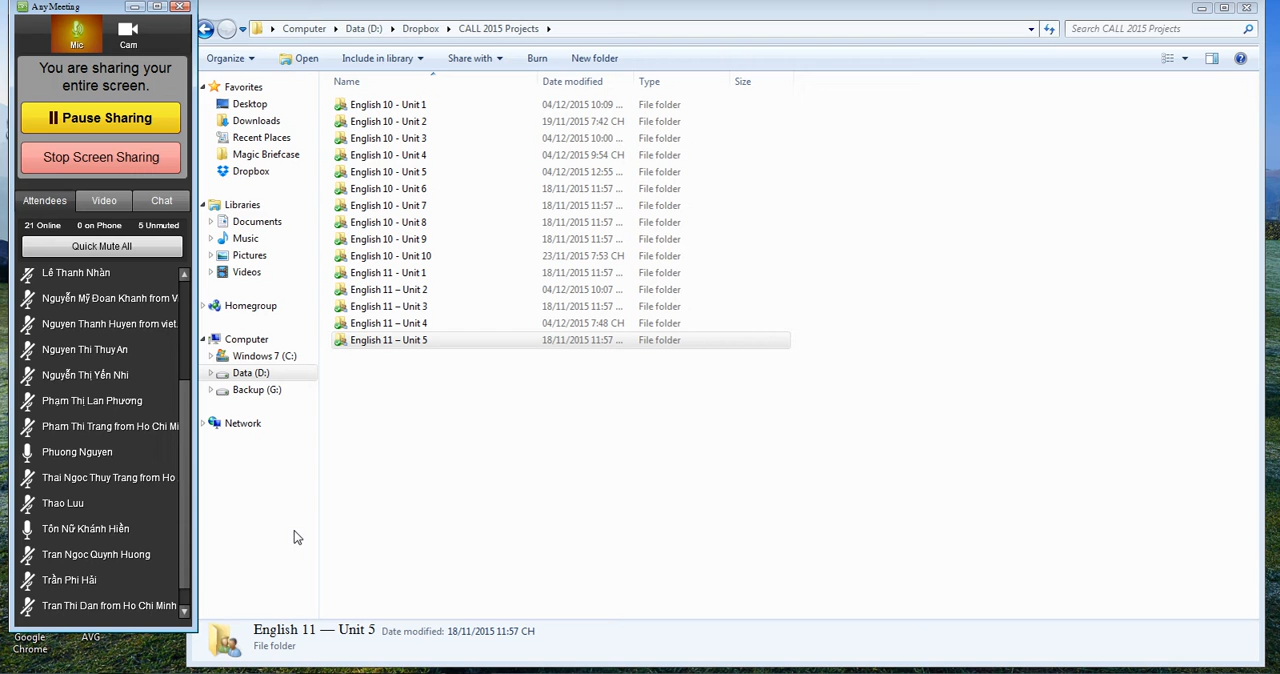 AnyMeeting
Mic
Cam
You are sharing your
entire screen.
Pause Sharing
Stop Screen Sharing
Attendees Video Chat
21 Online 0 on Phone 5 Unmuted
Quick Mute All
Lê Thanh Nhàn
Nguyễn Mỹ Đoan Khanh from V
Nguyen Thanh Huyen from viet.
Nguyen Thi Thuy An
Nguyễn Thị Yến Nhi
Phạm Thị Lan Phương
Pham Thi Trang from Ho Chi Mi
Phuong Nguyen
Thai Ngoc Thuy Trang from Ho
Thao Luu
Tôn Nữ Khánh Hiền
Tran Ngoc Quynh Huong
Trần Phi Hải
Tran Thi Dan from Ho Chi Minh
Google
Chrome
AVG
Computer Data (D:) Dropbox CALL 2015 Projects
Search CALL 2015 Projects
Organize Open Include in library Share with Burn New folder
Favorites
Desktop
Downloads
Recent Places
Magic Briefcase
Dropbox
Libraries
Documents
Music
Pictures
Videos
Homegroup
Computer
Windows 7 (C:)
Data (D:)
Backup (G:)
Network
Name Date modified Type Size
English 10 - Unit 1 04/12/2015 10:09 ... File folder
English 10 - Unit 2 19/11/2015 7:42 CH File folder
English 10 - Unit 3 04/12/2015 10:00 ... File folder
English 10 - Unit 4 04/12/2015 9:54 CH File folder
English 10 - Unit 5 04/12/2015 12:55 ... File folder
English 10 - Unit 6 18/11/2015 11:57 ... File folder
English 10 - Unit 7 18/11/2015 11:57 ... File folder
English 10 - Unit 8 18/11/2015 11:57 ... File folder
English 10 - Unit 9 18/11/2015 11:57 ... File folder
English 10 - Unit 10 23/11/2015 7:53 CH File folder
English 11 - Unit 1 18/11/2015 11:57 ... File folder
English 11 – Unit 2 04/12/2015 10:07 ... File folder
English 11 – Unit 3 18/11/2015 11:57 ... File folder
English 11 – Unit 4 04/12/2015 7:48 CH File folder
English 11 – Unit 5 18/11/2015 11:57 ... File folder
English 11 — Unit 5 Date modified: 18/11/2015 11:57 CH
File folder